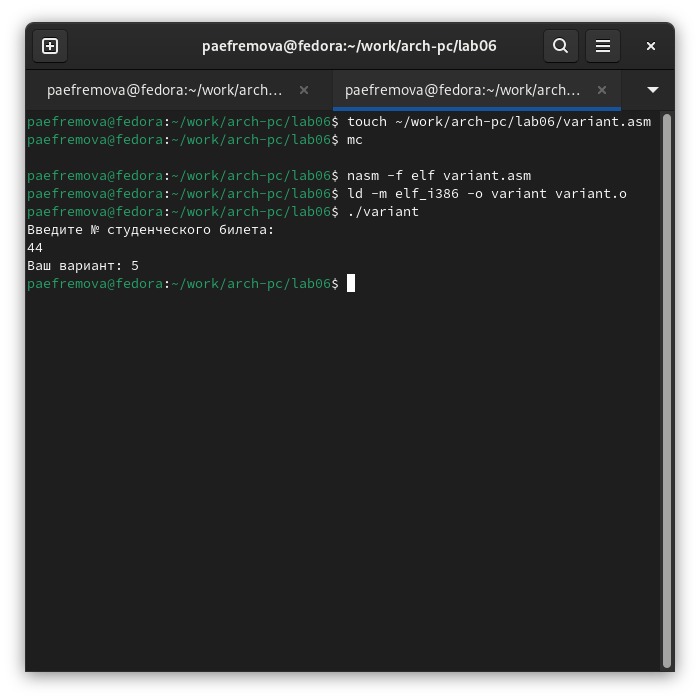 paefremova@fedora:~/work/arch-pc/lab06
paefremova@fedora:~/work/arch... × paefremova@fedora:~/work/arch-pc... ×
paefremova@fedora:~/work/arch-pc/lab06$ touch ~/work/arch-pc/lab06/variant.asm
paefremova@fedora:~/work/arch-pc/lab06$ mc
paefremova@fedora:~/work/arch-pc/lab06$ nasm -f elf variant.asm
paefremova@fedora:~/work/arch-pc/lab06$ ld -m elf_i386 -o variant variant.o
paefremova@fedora:~/work/arch-pc/lab06$ ./variant
Введите № студенческого билета:
44
Ваш вариант: 5
paefremova@fedora:~/work/arch-pc/lab06$